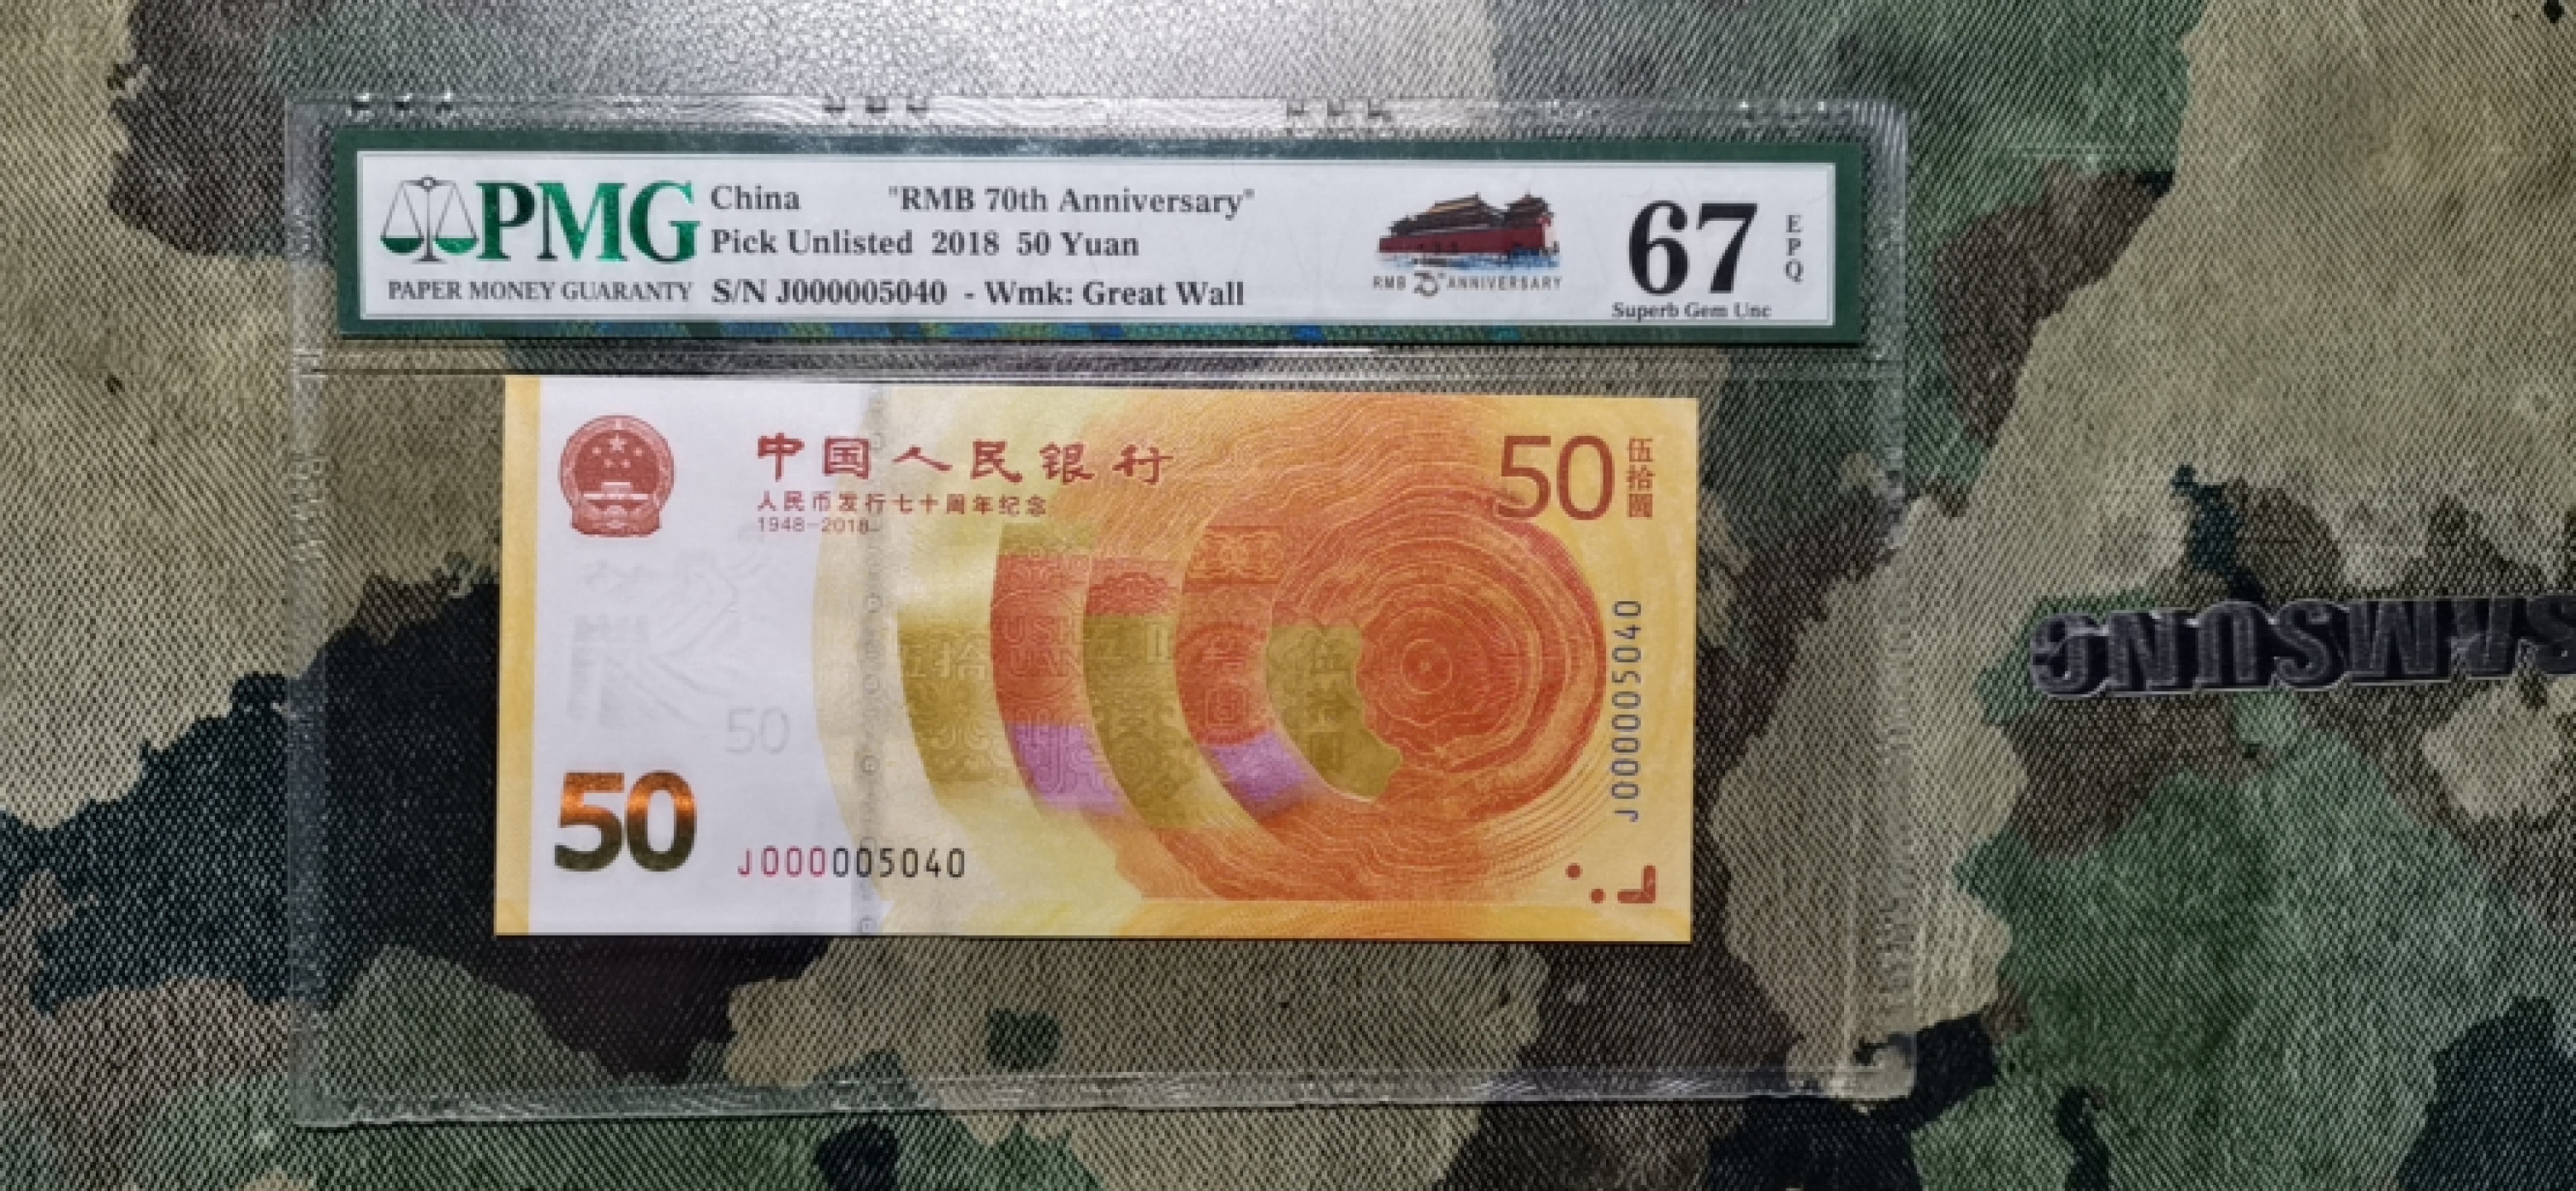 PMG
PAPER MONEY GUARANTY
China "RMB 70th Anniversary"
Pick Unlisted 2018 50 Yuan
S/N J000005040 - Wmk: Great Wall
RMB 70th ANNIVERSARY
67
EPQ
Superb Gem Unc
中国人民银行
人民币发行七十周年纪念
1948-2018
50
伍拾圆
50
50
J000005040
J000005040
SAMSUNG